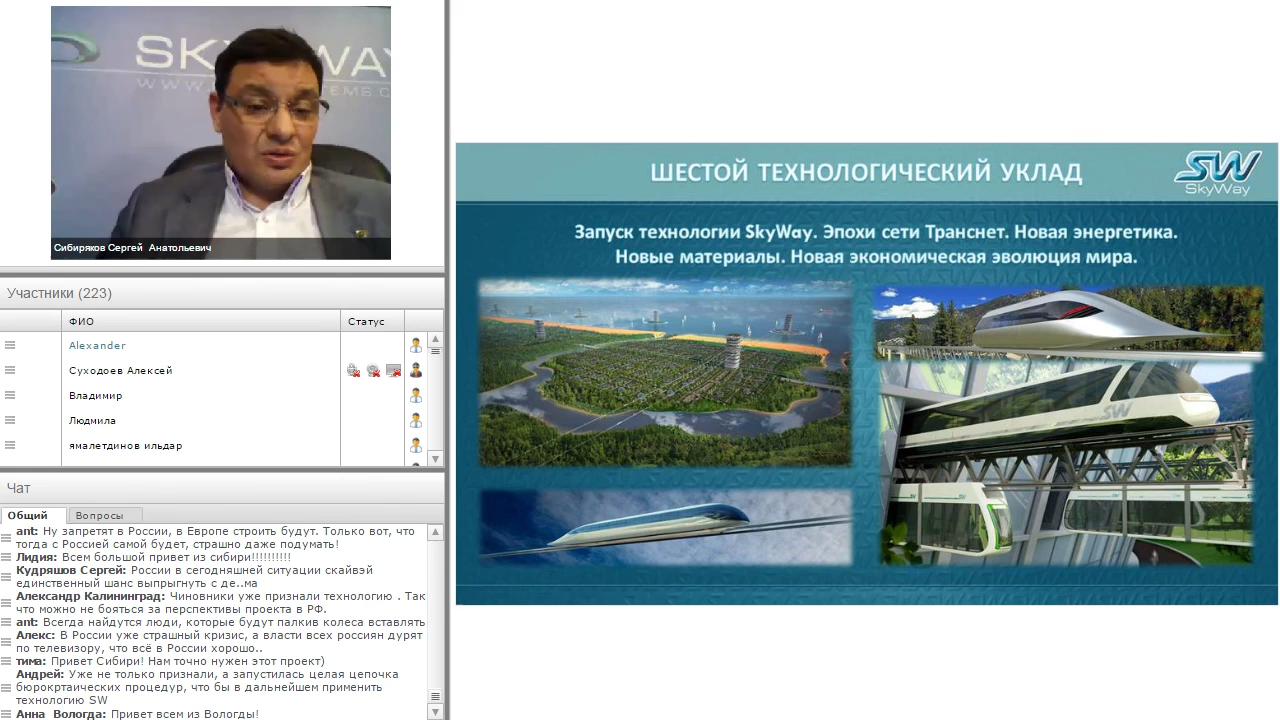 SKYWAY
Сибиряков Сергей Анатольевич
Участники (223)
ФИО
Статус
Alexander
Суходоев Алексей
Владимир
Людмила
ямалетдинов ильдар
Чат
Общий
Вопросы
ant: Ну запретят в России, в Европе строить будут. Только вот, что
тогда с Россией самой будет, страшно даже подумать!
Лидия: Всем большой привет из сибири!!!!!!!!!!
Кудряшов Сергей: России в сегодняшней ситуации скайвэй
единственный шанс выпрыгнуть с де..ма
Александр Калининград: Чиновники уже признали технологию . Так
что можно не бояться за перспективы проекта в РФ.
ant: Всегда найдутся люди, которые будут палкив колеса вставлять
Алекс: В России уже страшный кризис, а власти всех россиян дурят
по телевизору, что всё в России хорошо..
тима: Привет Сибири! Нам точно нужен этот проект)
Андрей: Уже не только признали, а запустилась целая цепочка
бюрокртаических процедур, что бы в дальнейшем применить
технологию SW
Анна Вологда: Привет всем из Вологды!
ШЕСТОЙ ТЕХНОЛОГИЧЕСКИЙ УКЛАД
SW
SkyWay
Запуск технологии SkyWay. Эпохи сети Транснет. Новая энергетика.
Новые материалы. Новая экономическая эволюция мира.
SW